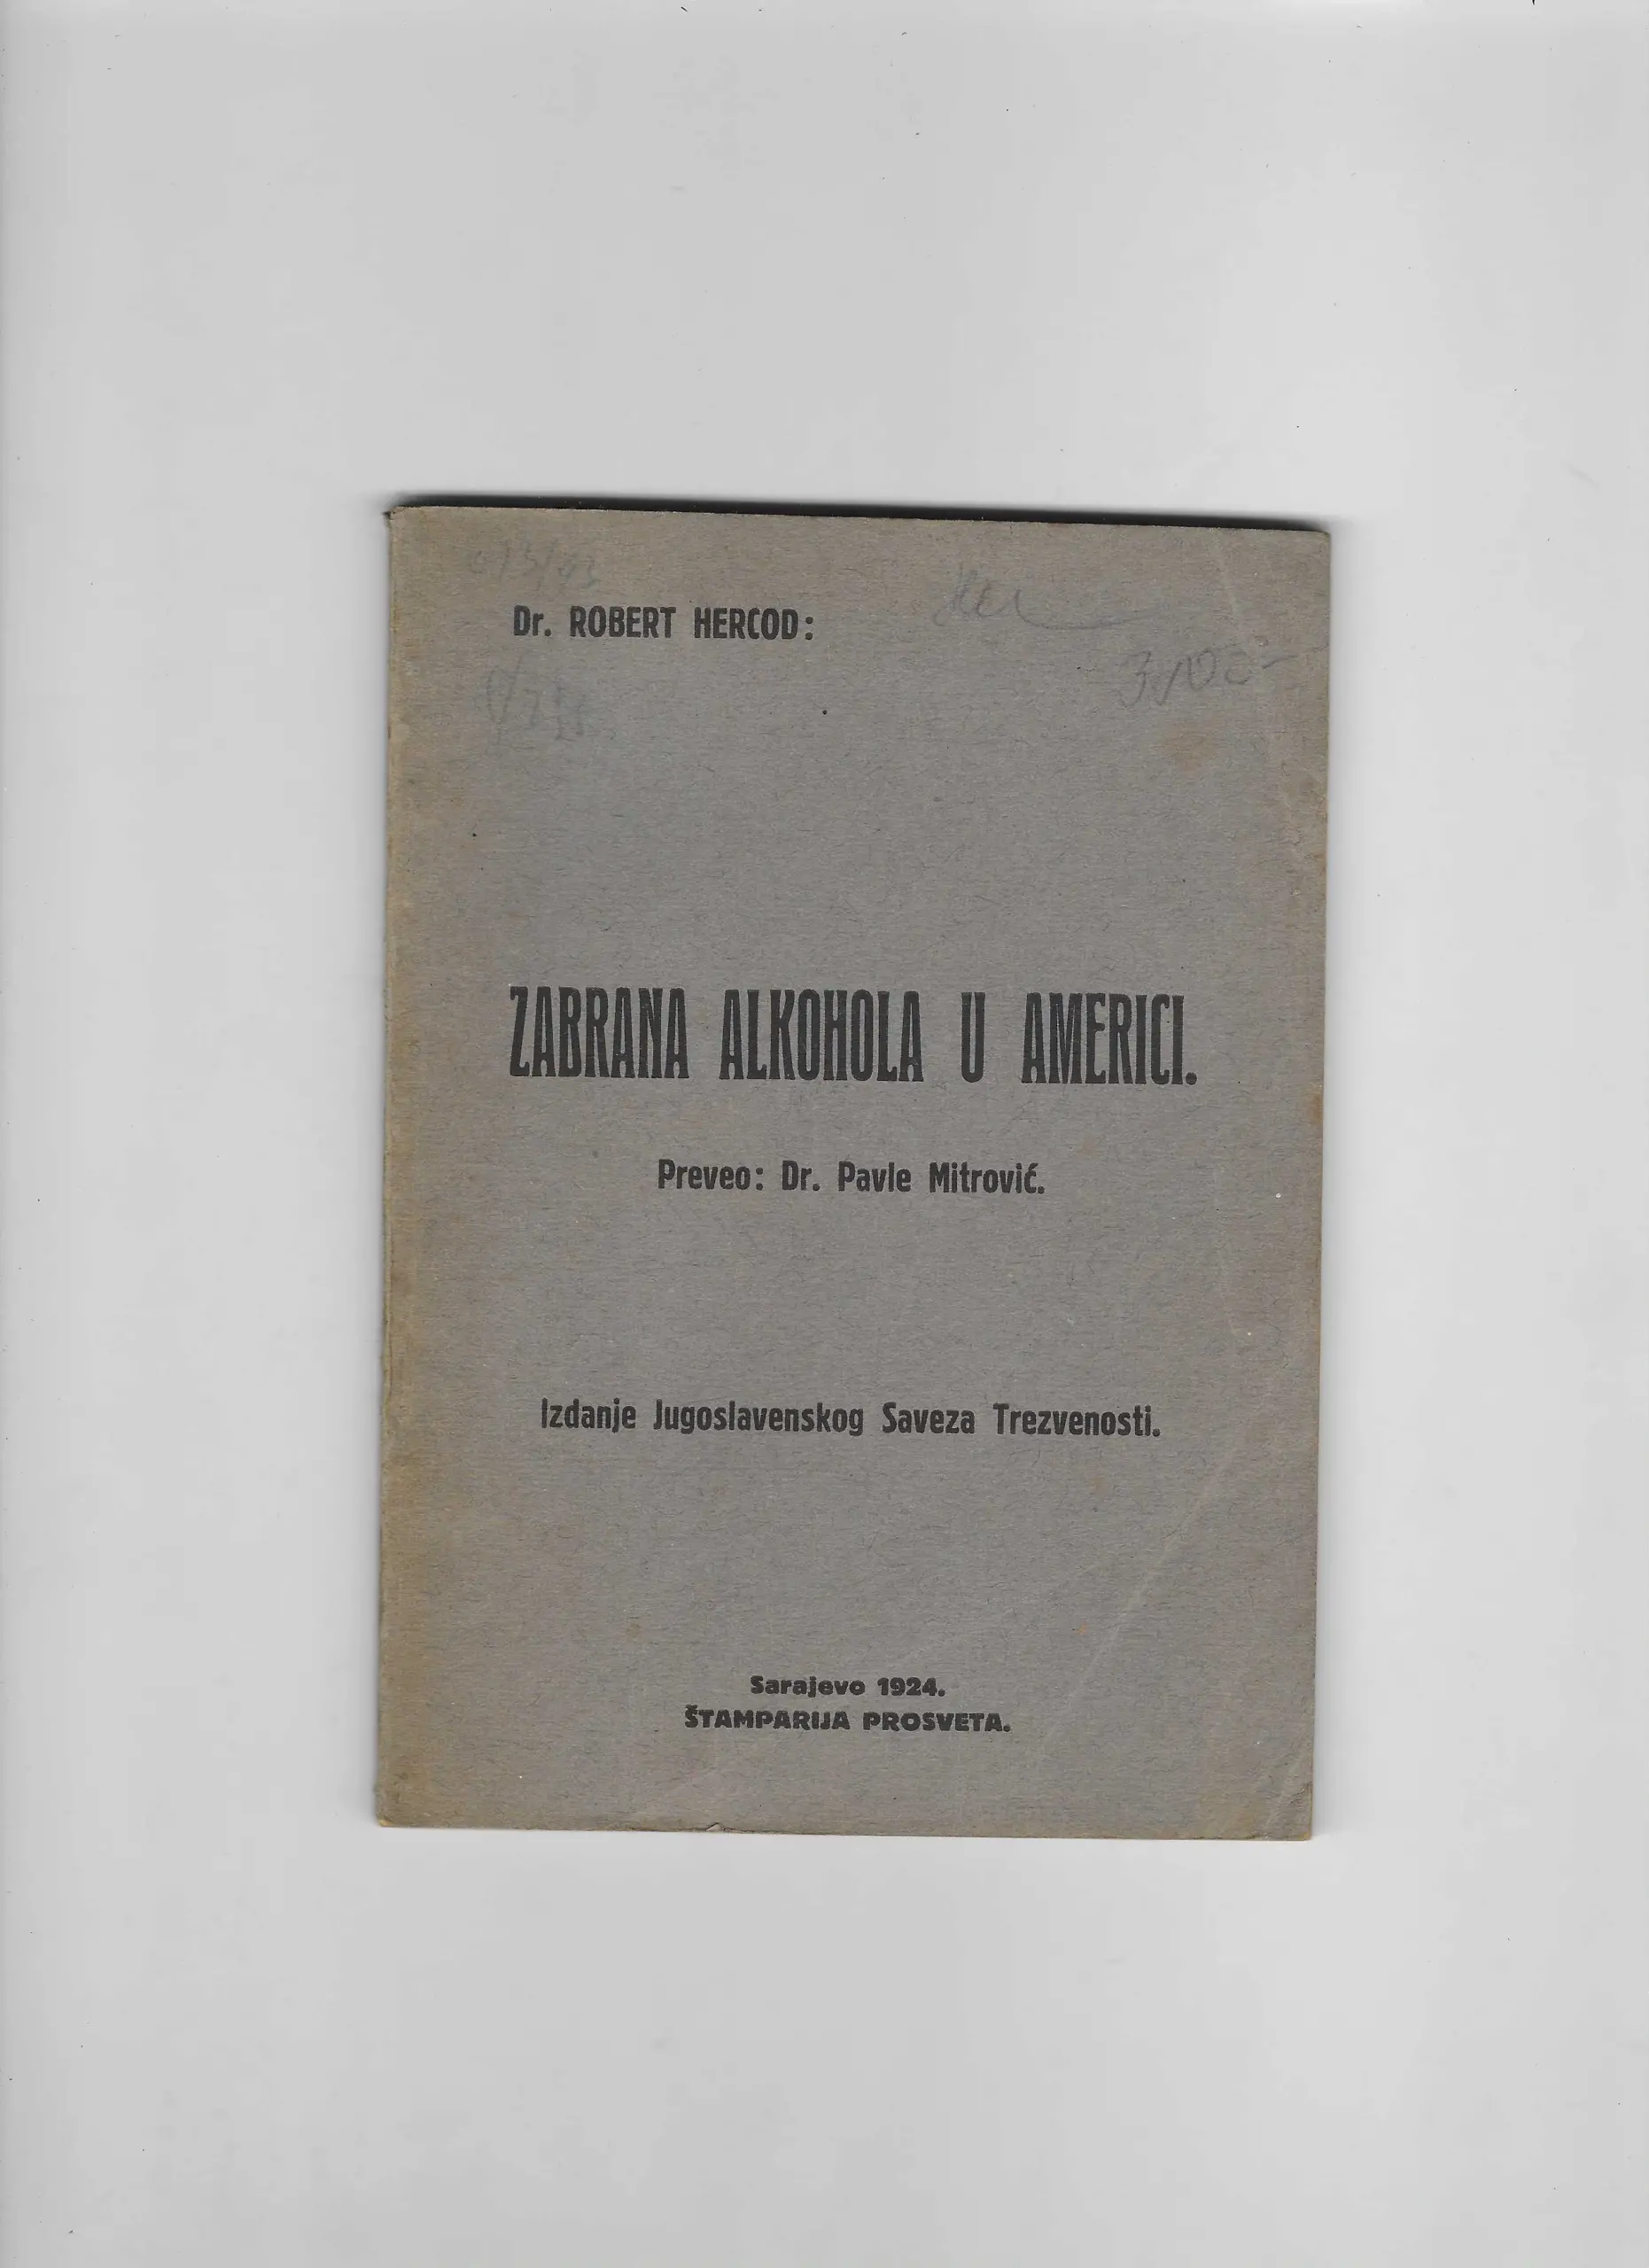 Dr. ROBERT HERCOD:
ZABRANA ALKOHOLA U AMERICI.
Preveo: Dr. Pavle Mitrović.
Izdanje Jugoslavenskog Saveza Trezvenosti.
Sarajevo 1924.
ŠTAMPARIJA PROSVETA.